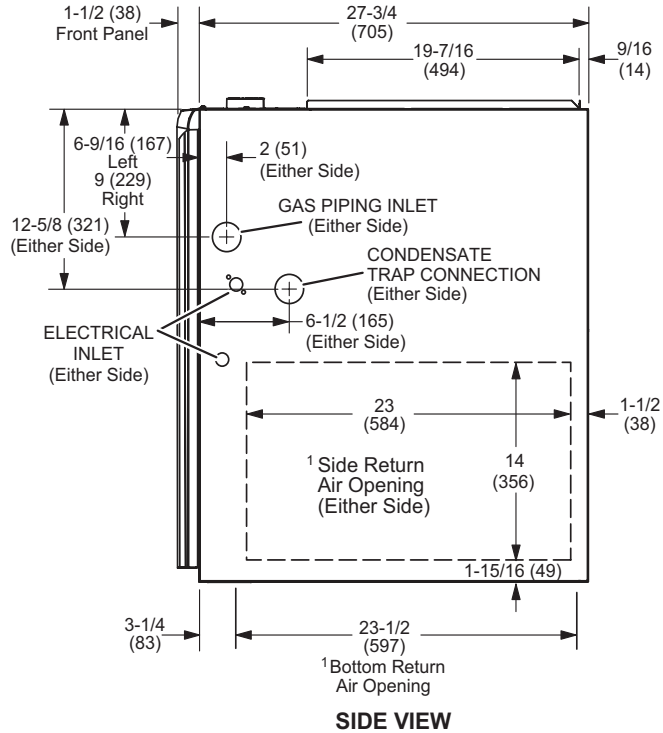 1-1/2 (38)
Front Panel
27-3/4
(705)
19-7/16
(494)
9/16
(14)
6-9/16 (167)
Left
9 (229)
Right
2 (51)
(Either Side)
12-5/8 (321)
(Either Side)
GAS PIPING INLET
(Either Side)
CONDENSATE
TRAP CONNECTION
(Either Side)
6-1/2 (165)
(Either Side)
ELECTRICAL
INLET
(Either Side)
23
(584)
1-1/2
(38)
1 Side Return
Air Opening
(Either Side)
14
(356)
1-15/16 (49)
3-1/4
(83)
23-1/2
(597)
1 Bottom Return
Air Opening
SIDE VIEW